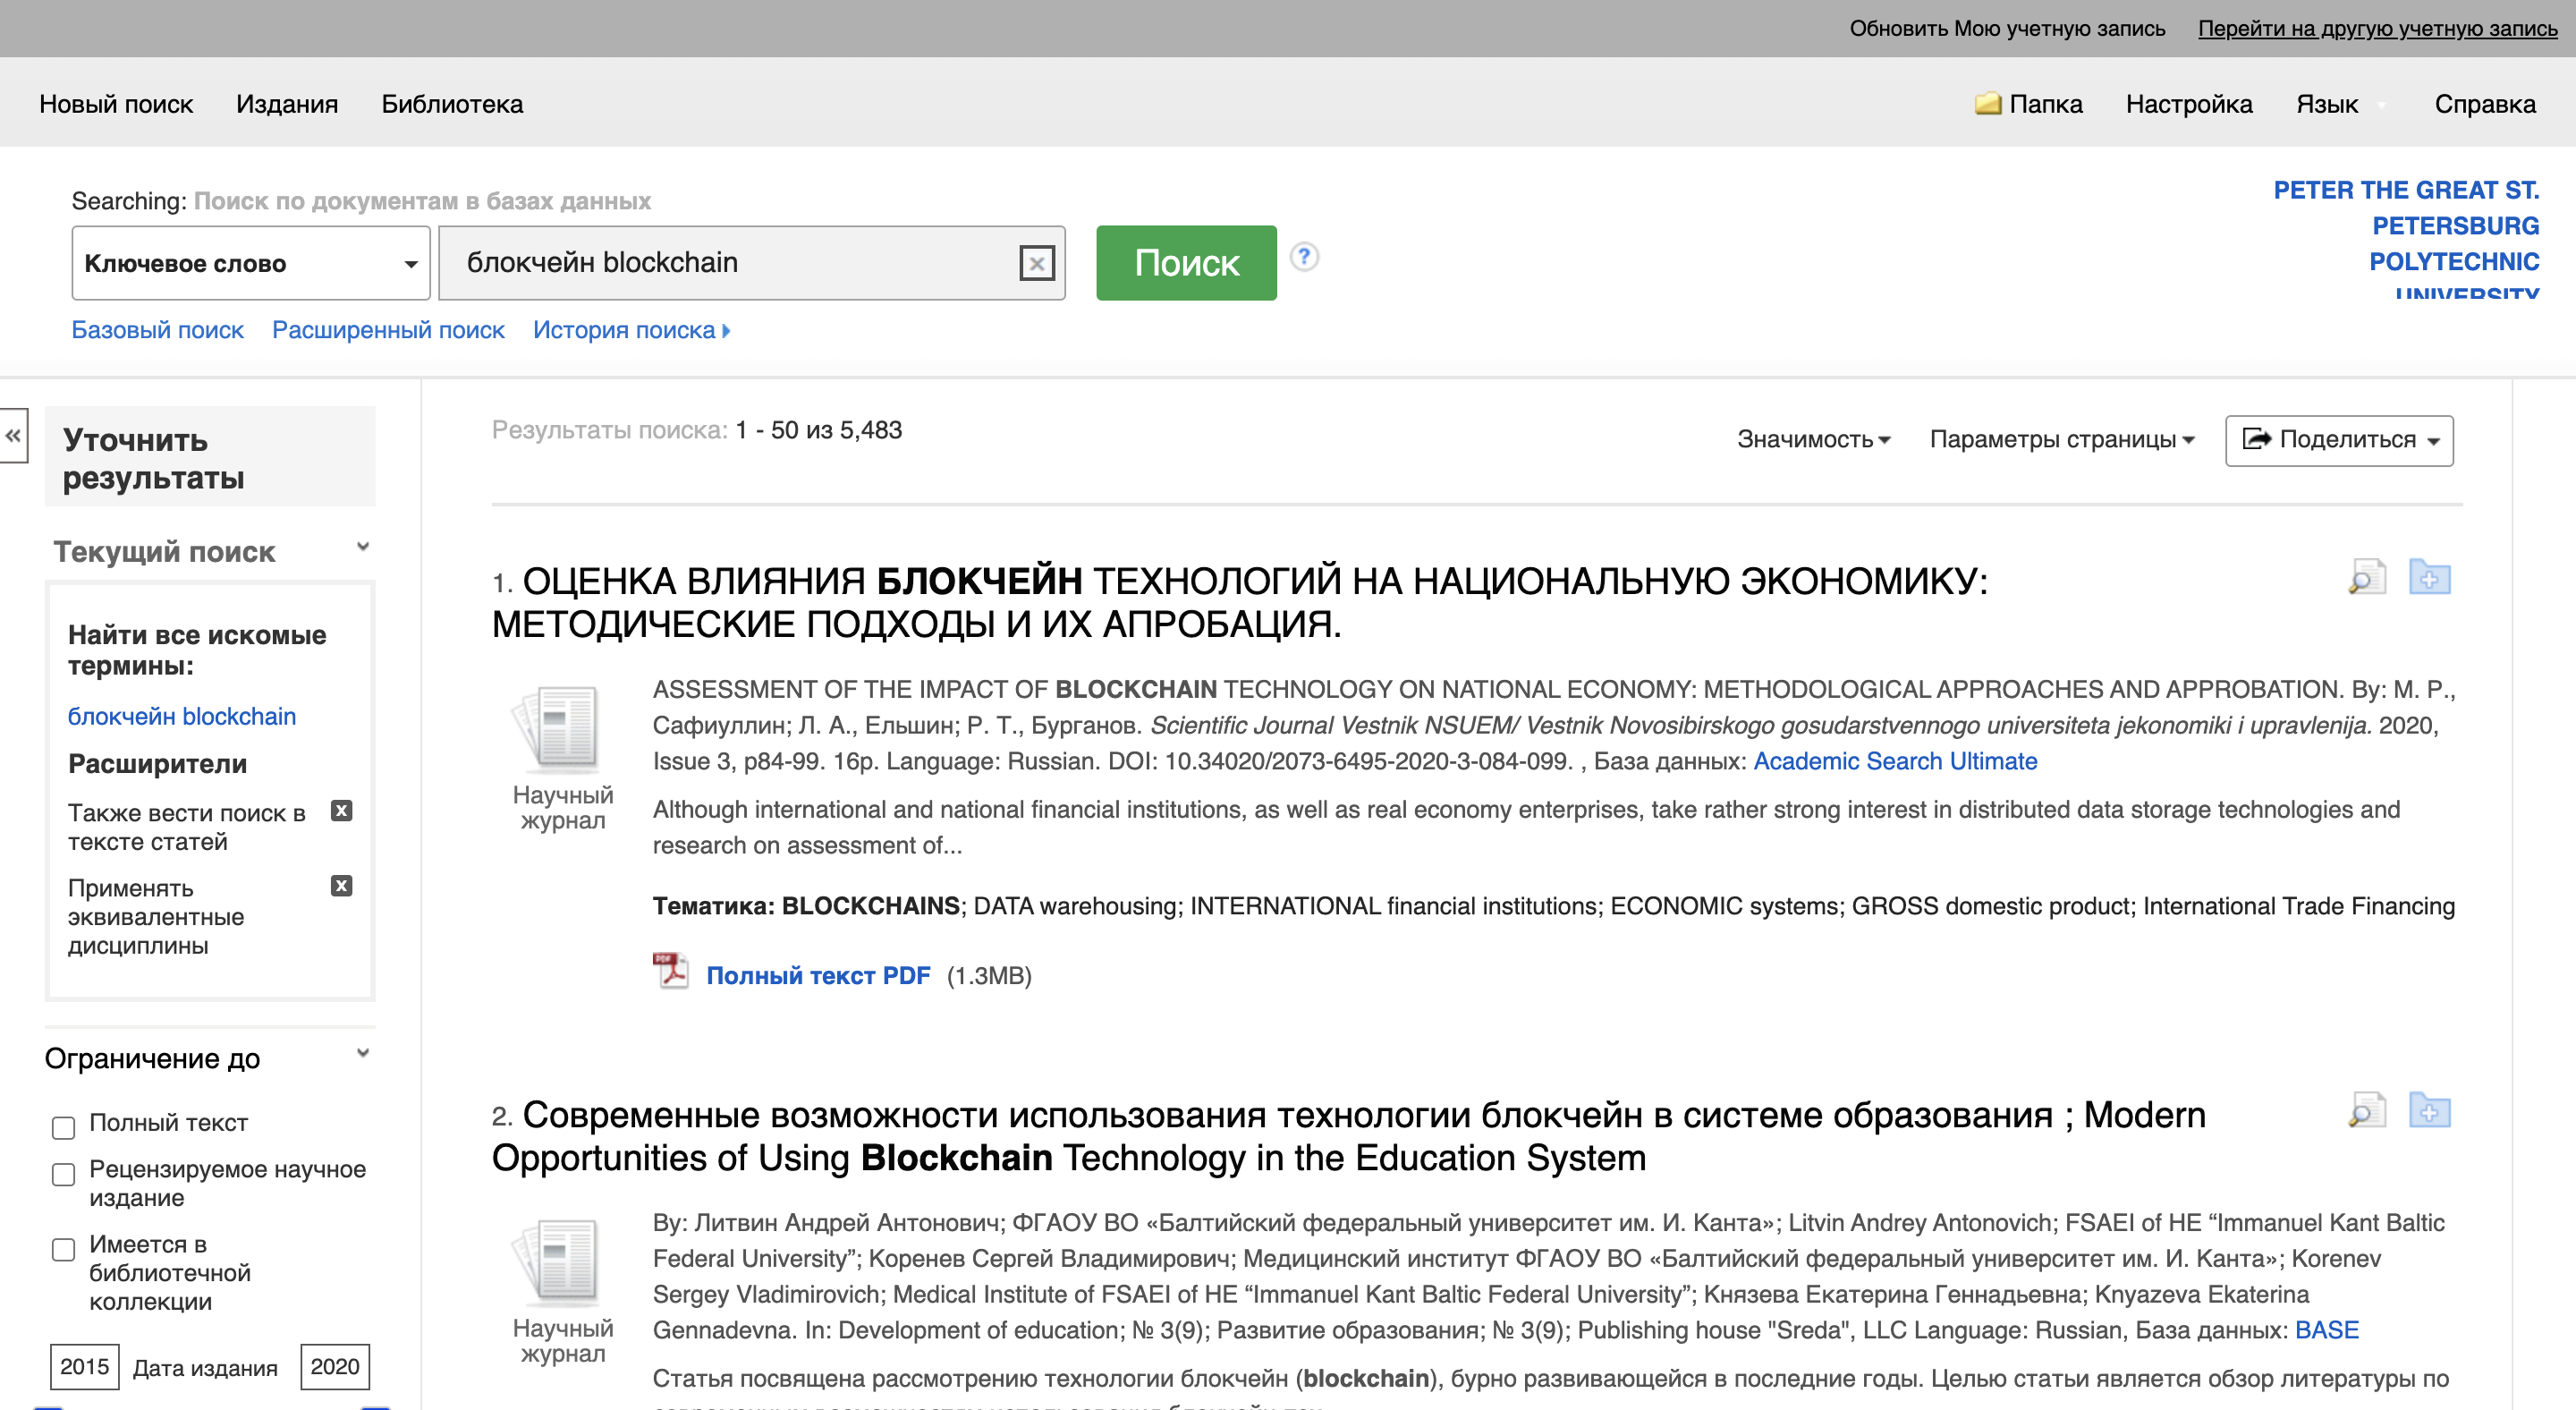 Обновить Мою учетную запись Перейти на другую учетную запись
Новый поиск Издания Библиотека Папка Настройка Язык Справка
Searching: Поиск по документам в базах данных
Ключевое слово блокчейн blockchain Поиск ?
Базовый поиск Расширенный поиск История поиска
PETER THE GREAT ST.
PETERSBURG
POLYTECHNIC
UNIVERSITY
«
Уточнить
результаты
Текущий поиск
Найти все искомые
термины:
блокчейн blockchain
Расширители
Также вести поиск в
тексте статей
Применять
эквивалентные
дисциплины
Ограничение до
Полный текст
Рецензируемое научное
издание
Имеется в
библиотечной
коллекции
2015 Дата издания 2020
Результаты поиска: 1 - 50 из 5,483
Значимость Параметры страницы Поделиться
1. ОЦЕНКА ВЛИЯНИЯ БЛОКЧЕЙН ТЕХНОЛОГИЙ НА НАЦИОНАЛЬНУЮ ЭКОНОМИКУ:
МЕТОДИЧЕСКИЕ ПОДХОДЫ И ИХ АПРОБАЦИЯ.
Научный
журнал
ASSESSMENT OF THE IMPACT OF BLOCKCHAIN TECHNOLOGY ON NATIONAL ECONOMY: METHODOLOGICAL APPROACHES AND APPROBATION. By: М. Р.,
Сафиуллин; Л. А., Ельшин; Р. Т., Бурганов. Scientific Journal Vestnik NSUEM/ Vestnik Novosibirskogo gosudarstvennogo universiteta jekonomiki i upravlenija. 2020,
Issue 3, p84-99. 16p. Language: Russian. DOI: 10.34020/2073-6495-2020-3-084-099. , База данных: Academic Search Ultimate
Although international and national financial institutions, as well as real economy enterprises, take rather strong interest in distributed data storage technologies and
research on assessment of...
Тематика: BLOCKCHAINS; DATA warehousing; INTERNATIONAL financial institutions; ECONOMIC systems; GROSS domestic product; International Trade Financing
PDF Полный текст PDF (1.3MB)
2. Современные возможности использования технологии блокчейн в системе образования ; Modern
Opportunities of Using Blockchain Technology in the Education System
Научный
журнал
By: Литвин Андрей Антонович; ФГАОУ ВО «Балтийский федеральный университет им. И. Канта»; Litvin Andrey Antonovich; FSAEI of HE “Immanuel Kant Baltic
Federal University”; Коренев Сергей Владимирович; Медицинский институт ФГАОУ ВО «Балтийский федеральный университет им. И. Канта»; Korenev
Sergey Vladimirovich; Medical Institute of FSAEI of HE “Immanuel Kant Baltic Federal University”; Князева Екатерина Геннадьевна; Knyazeva Ekaterina
Gennadevna. In: Development of education; № 3(9); Развитие образования; № 3(9); Publishing house "Sreda", LLC Language: Russian, База данных: BASE
Статья посвящена рассмотрению технологии блокчейн (blockchain), бурно развивающейся в последние годы. Целью статьи является обзор литературы по